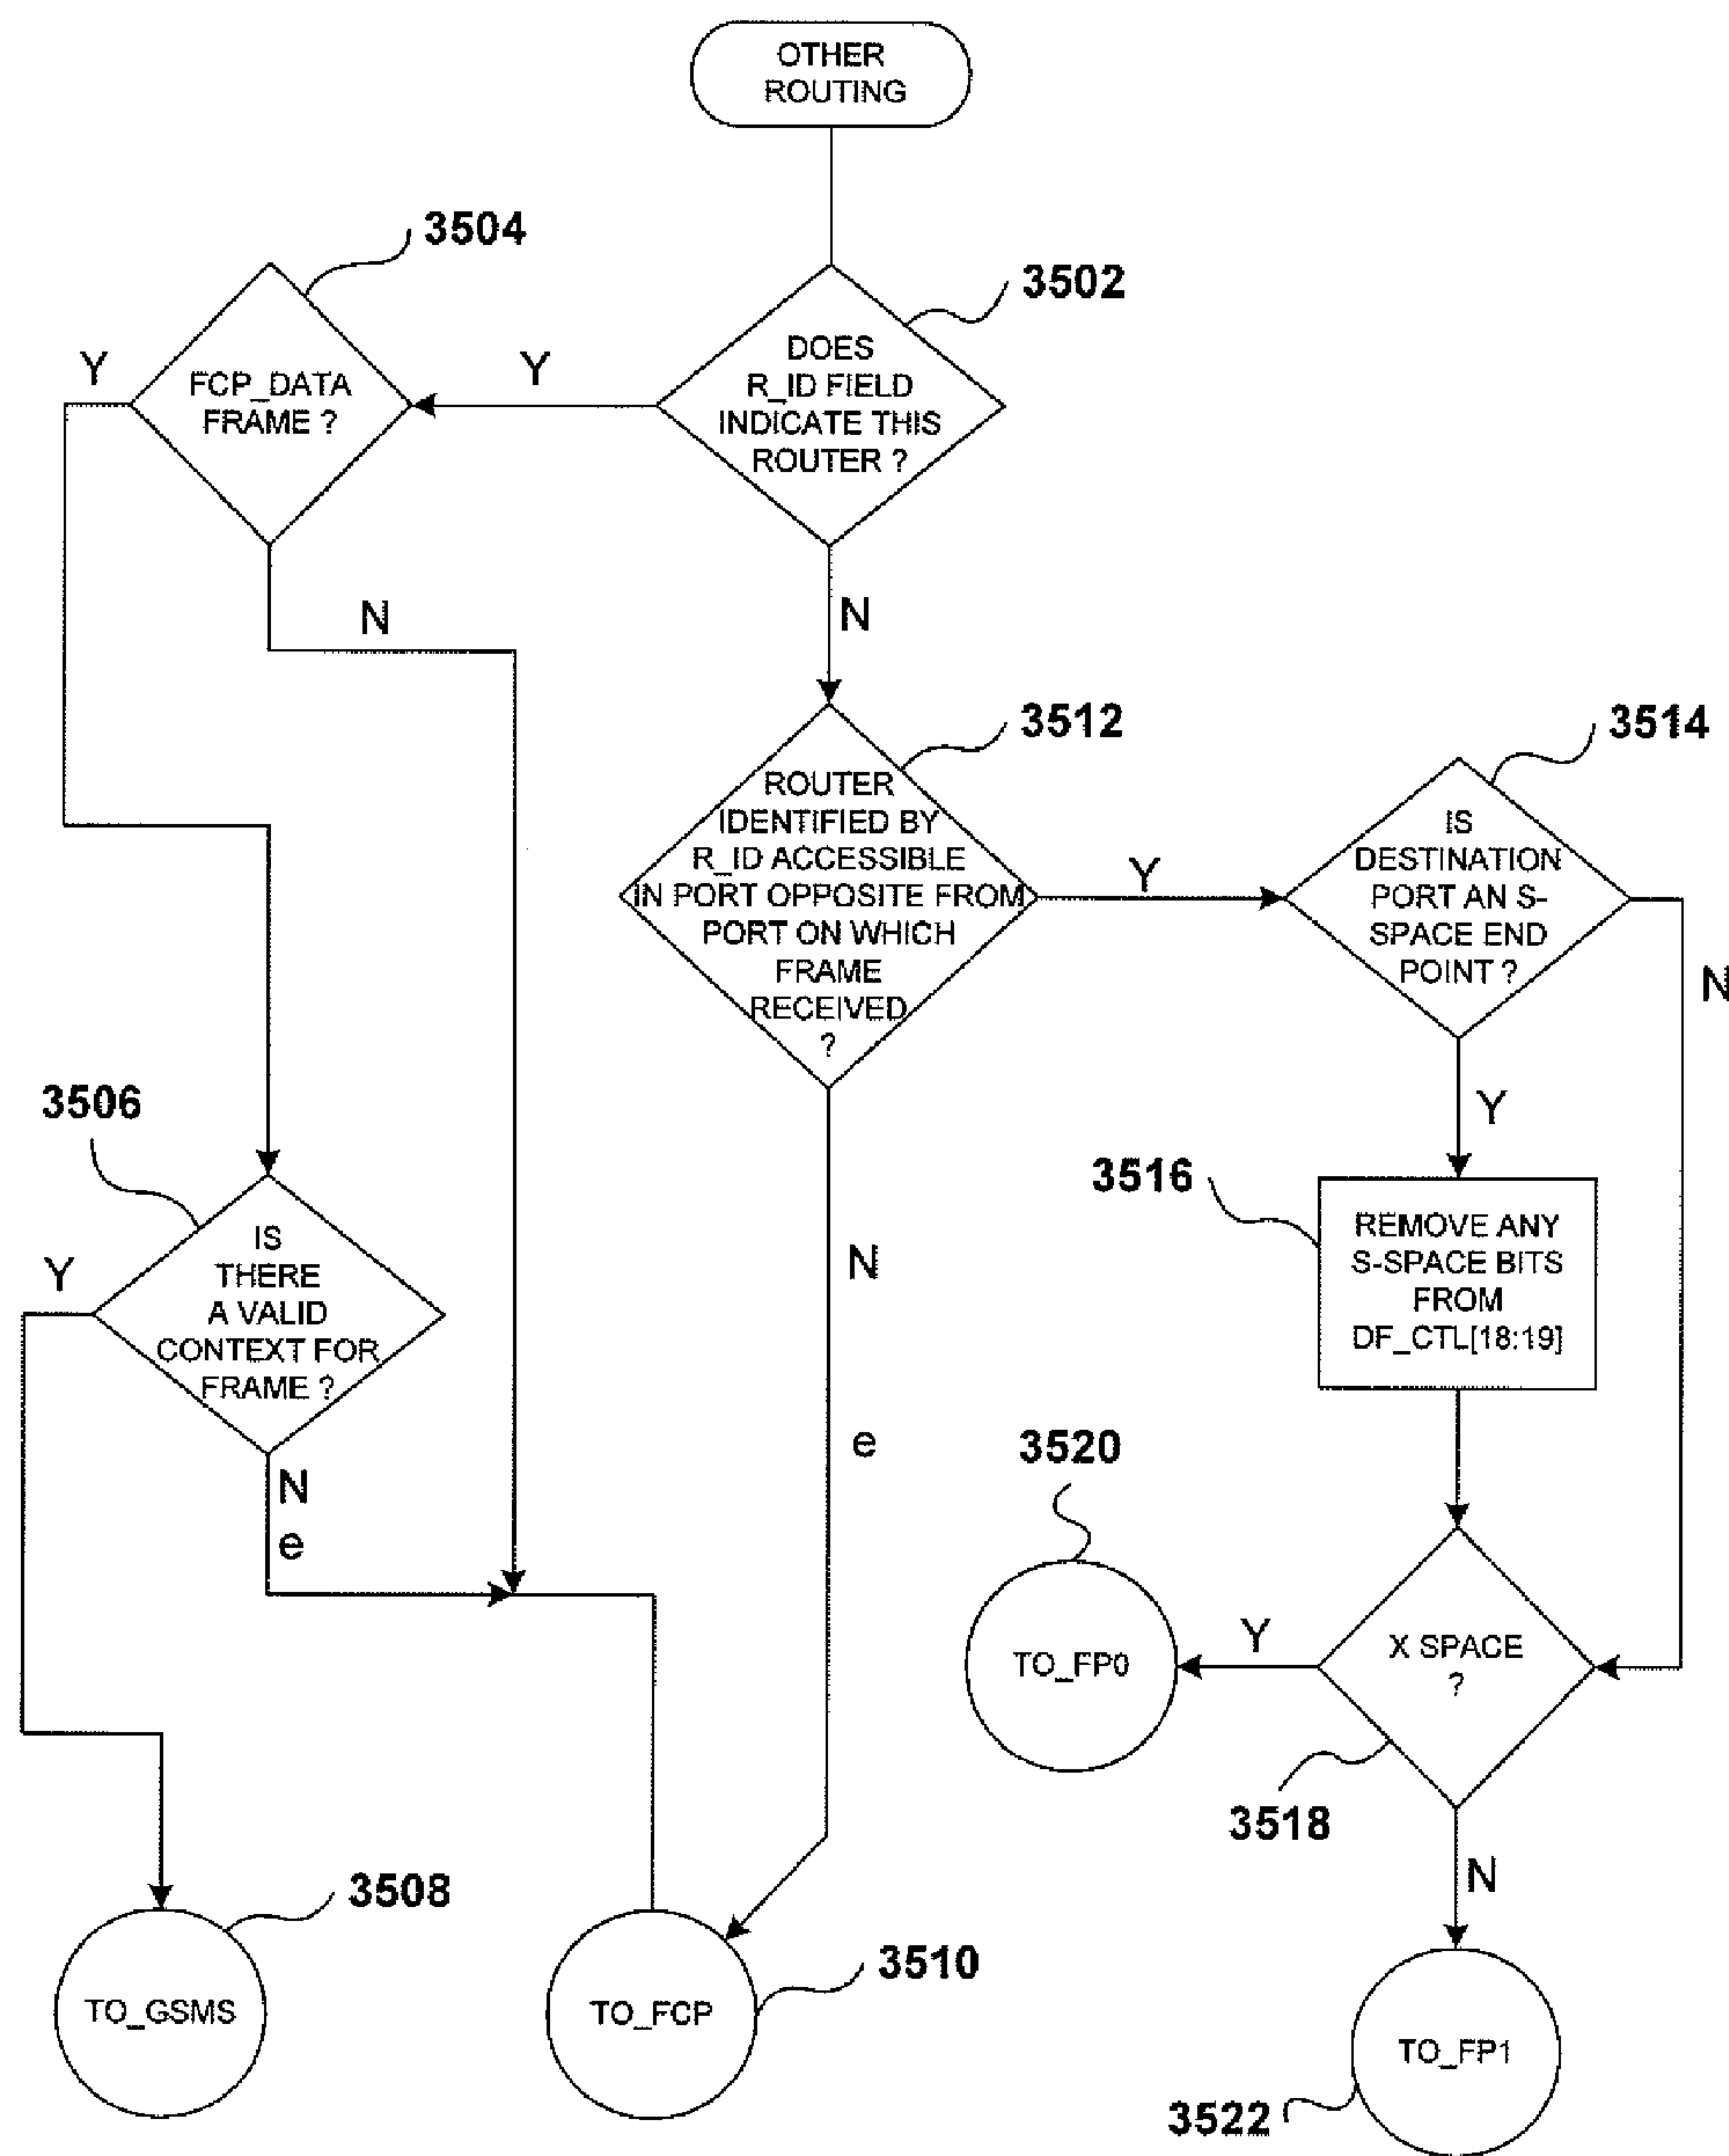 OTHER
ROUTING
3504
3502
DOES
R_ID FIELD
INDICATE THIS
ROUTER ?
Y
FCP_DATA
FRAME ?
Y
N
N
3512
ROUTER
IDENTIFIED BY
R_ID ACCESSIBLE
IN PORT OPPOSITE FROM
PORT ON WHICH
FRAME
RECEIVED
?
Y
3514
IS
DESTINATION
PORT AN S-
SPACE END
POINT ?
N
Y
3506
IS
THERE
A VALID
CONTEXT FOR
FRAME ?
Y
N
e
N
e
3516
REMOVE ANY
S-SPACE BITS
FROM
DF_CTL[18:19]
3520
TO_FP0
Y
X SPACE
?
3518
N
3508
TO_GSMS
3510
TO_FCP
TO_FP1
3522